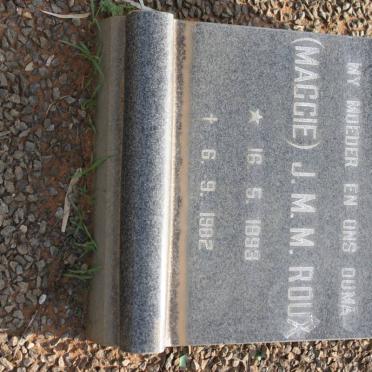 MY MOEDER EN ONS OUMA
(MAGGIE) J. M. M. ROUX
★ 16. 5. 1893
† 6. 9. 1982